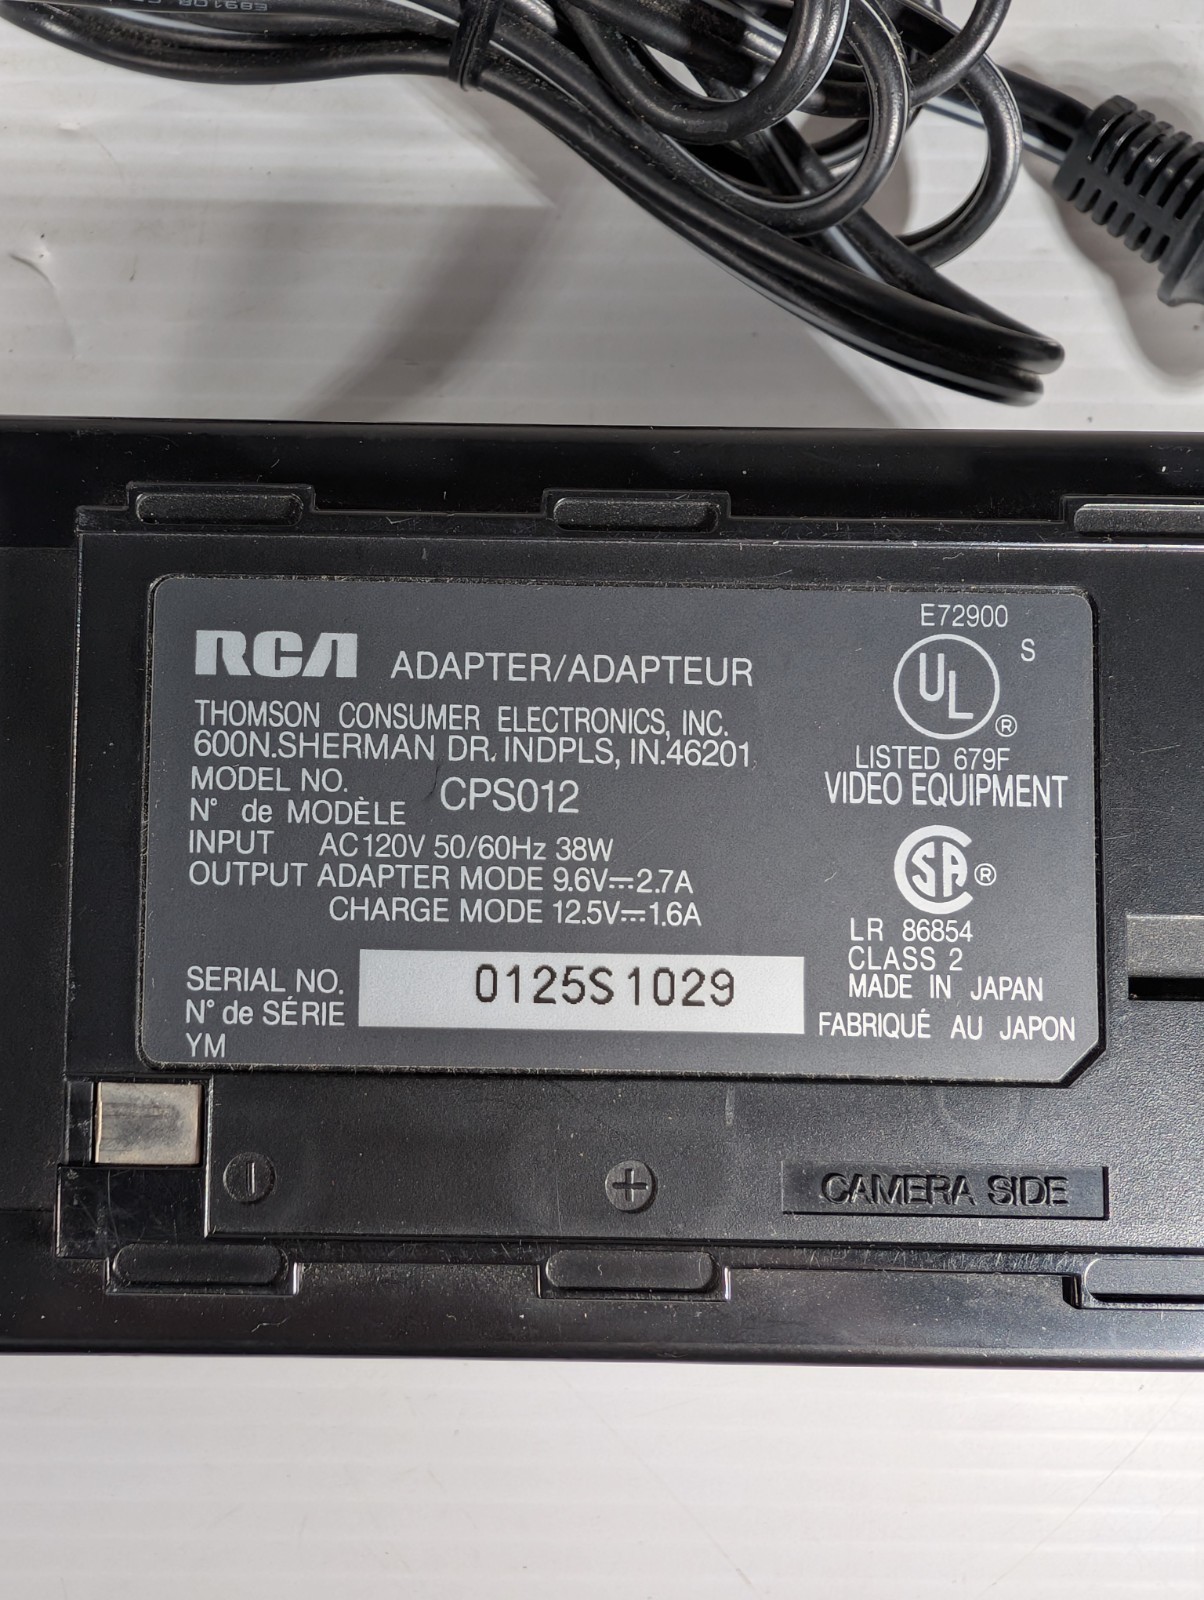 RCA ADAPTER/ADAPTEUR
THOMSON CONSUMER ELECTRONICS, INC.
600N.SHERMAN DR. INDPLS, IN.46201
MODEL NO.
N° de MODÈLE CPS012
INPUT AC120V 50/60Hz 38W
OUTPUT ADAPTER MODE 9.6V⎓2.7A
CHARGE MODE 12.5V⎓1.6A
SERIAL NO.
N° de SÉRIE 0125S1029
YM
E72900
UL S
®
LISTED 679F
VIDEO EQUIPMENT
CSA ®
LR 86854
CLASS 2
MADE IN JAPAN
FABRIQUÉ AU JAPON
CAMERA SIDE